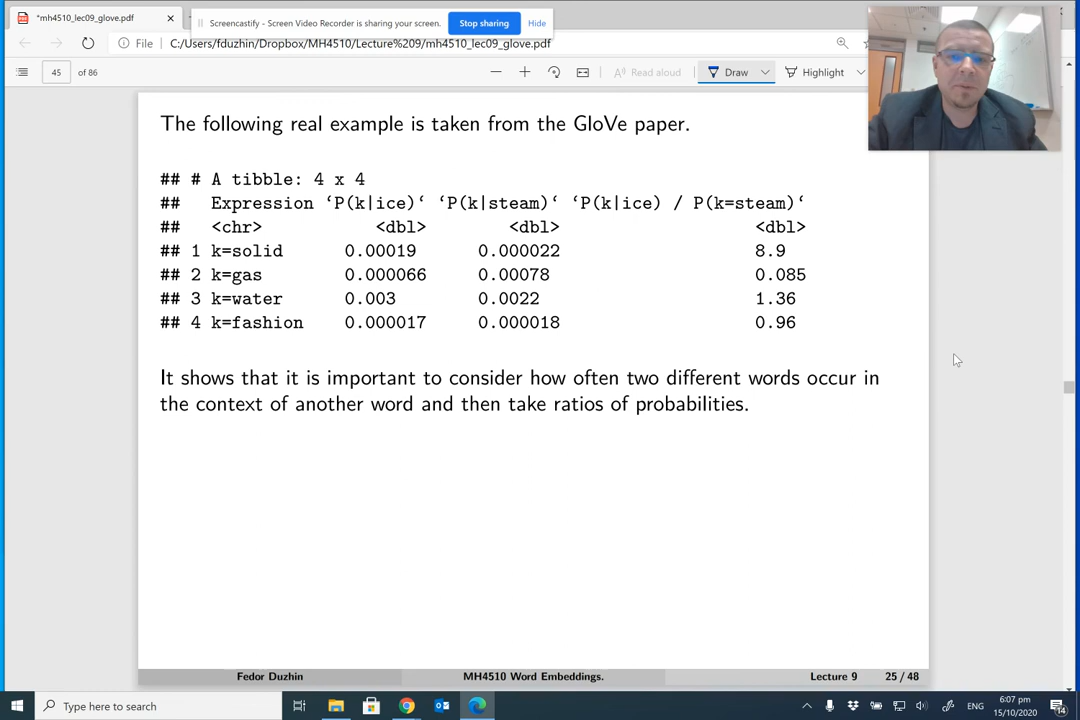 *mh4510_lec09_glove.pdf
Screencastify - Screen Video Recorder is sharing your screen. Stop sharing Hide
File C:/Users/fduzhin/Dropbox/MH4510/Lecture%209/mh4510_lec09_glove.pdf
45 of 86 Read aloud Draw Highlight
The following real example is taken from the GloVe paper.
## # A tibble: 4 x 4
## Expression ‘P(k|ice)‘ ‘P(k|steam)‘ ‘P(k|ice) / P(k=steam)‘
## <chr> <dbl> <dbl> <dbl>
## 1 k=solid 0.00019 0.000022 8.9
## 2 k=gas 0.000066 0.00078 0.085
## 3 k=water 0.003 0.0022 1.36
## 4 k=fashion 0.000017 0.000018 0.96
It shows that it is important to consider how often two different words occur in
the context of another word and then take ratios of probabilities.
Fedor Duzhin MH4510 Word Embeddings. Lecture 9 25 / 48
Type here to search
ENG
6:07 pm
15/10/2020
14